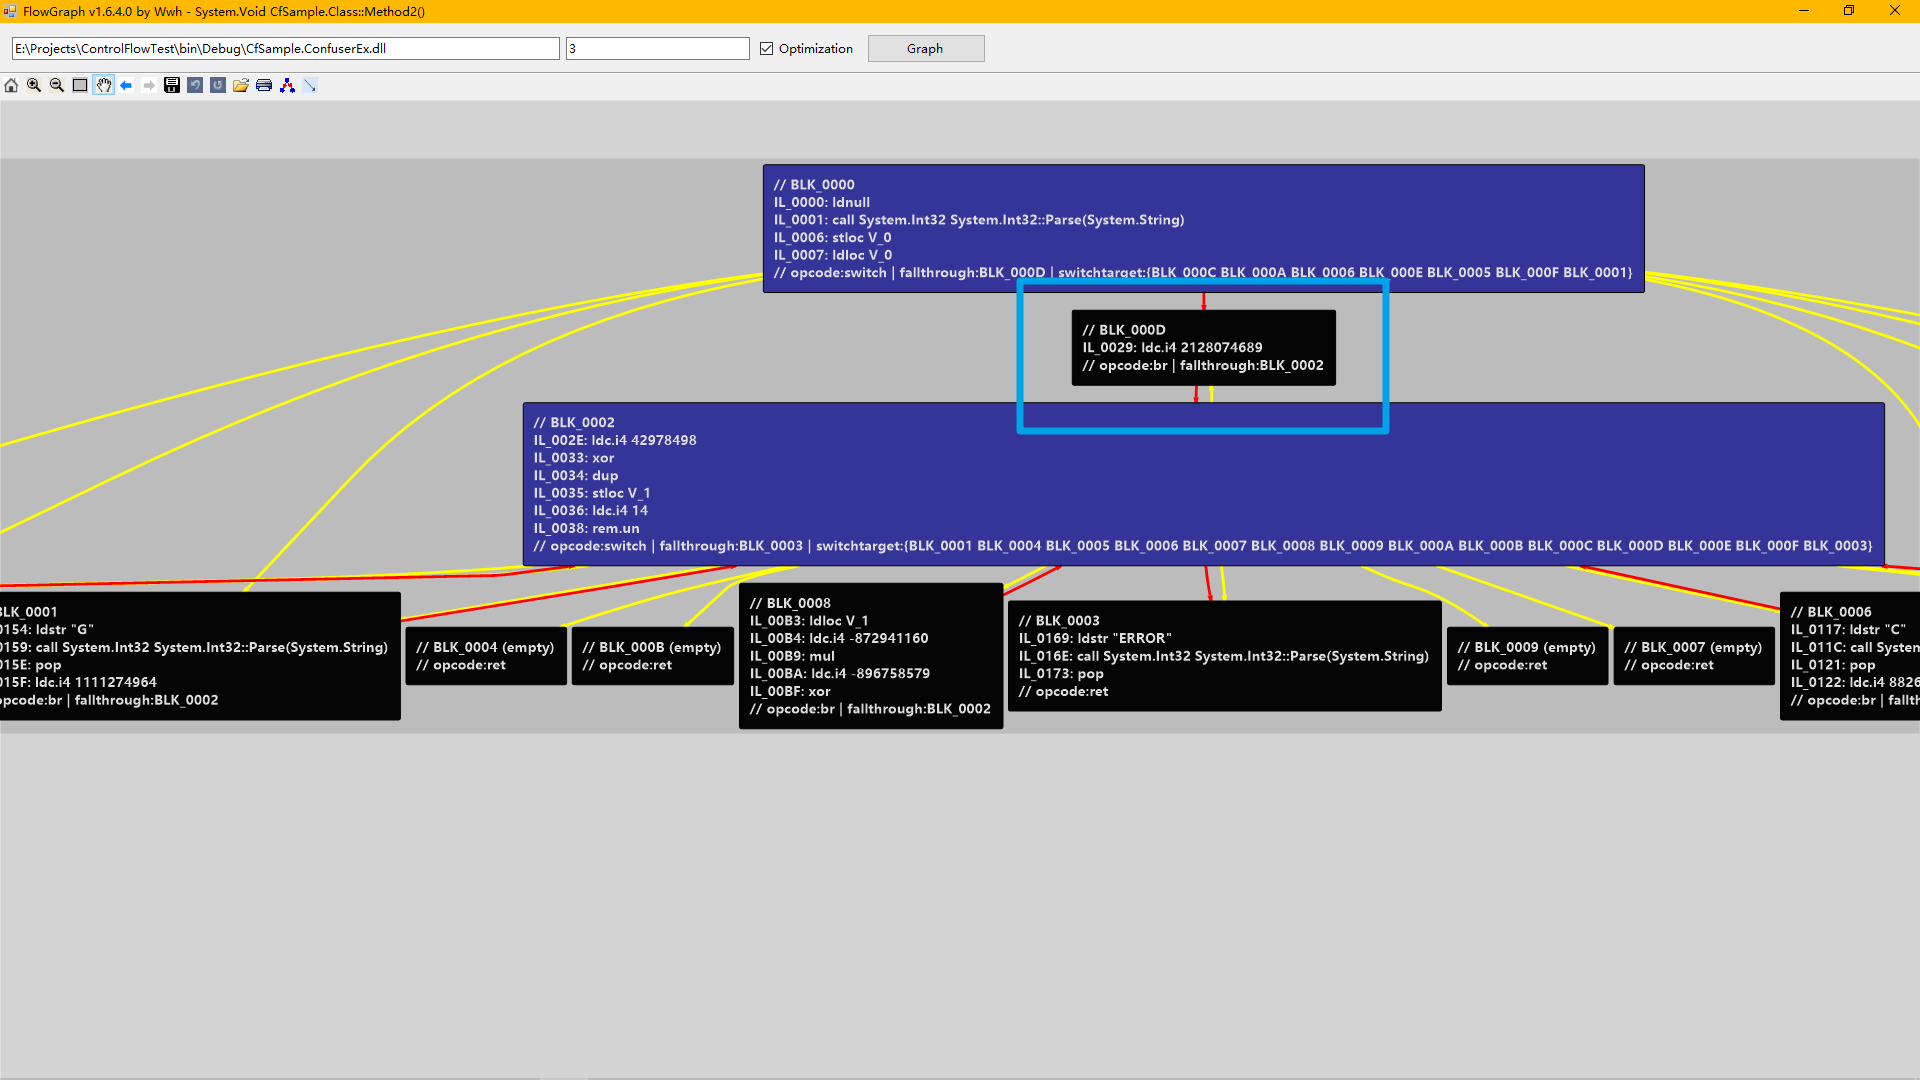 FlowGraph v1.6.4.0 by Wwh - System.Void CfSample.Class::Method2()
E:\Projects\ControlFlowTest\bin\Debug\CfSample.ConfuserEx.dll
3
Optimization
Graph
// BLK_0000
IL_0000: ldnull
IL_0001: call System.Int32 System.Int32::Parse(System.String)
IL_0006: stloc V_0
IL_0007: ldloc V_0
// opcode:switch | fallthrough:BLK_000D | switchtarget:{BLK_000C BLK_000A BLK_0006 BLK_000E BLK_0005 BLK_000F BLK_0001}
// BLK_000D
IL_0029: ldc.i4 2128074689
// opcode:br | fallthrough:BLK_0002
// BLK_0002
IL_002E: ldc.i4 42978498
IL_0033: xor
IL_0034: dup
IL_0035: stloc V_1
IL_0036: ldc.i4 14
IL_0038: rem.un
// opcode:switch | fallthrough:BLK_0003 | switchtarget:{BLK_0001 BLK_0004 BLK_0005 BLK_0006 BLK_0007 BLK_0008 BLK_0009 BLK_000A BLK_000B BLK_000C BLK_000D BLK_000E BLK_000F BLK_0003}
BLK_0001
0154: ldstr "G"
0159: call System.Int32 System.Int32::Parse(System.String)
015E: pop
015F: ldc.i4 1111274964
opcode:br | fallthrough:BLK_0002
// BLK_0004 (empty)
// opcode:ret
// BLK_000B (empty)
// opcode:ret
// BLK_0008
IL_00B3: ldloc V_1
IL_00B4: ldc.i4 -872941160
IL_00B9: mul
IL_00BA: ldc.i4 -896758579
IL_00BF: xor
// opcode:br | fallthrough:BLK_0002
// BLK_0003
IL_0169: ldstr "ERROR"
IL_016E: call System.Int32 System.Int32::Parse(System.String)
IL_0173: pop
// opcode:ret
// BLK_0009 (empty)
// opcode:ret
// BLK_0007 (empty)
// opcode:ret
// BLK_0006
IL_0117: ldstr "C"
IL_011C: call System
IL_0121: pop
IL_0122: ldc.i4 8826
// opcode:br | fallt